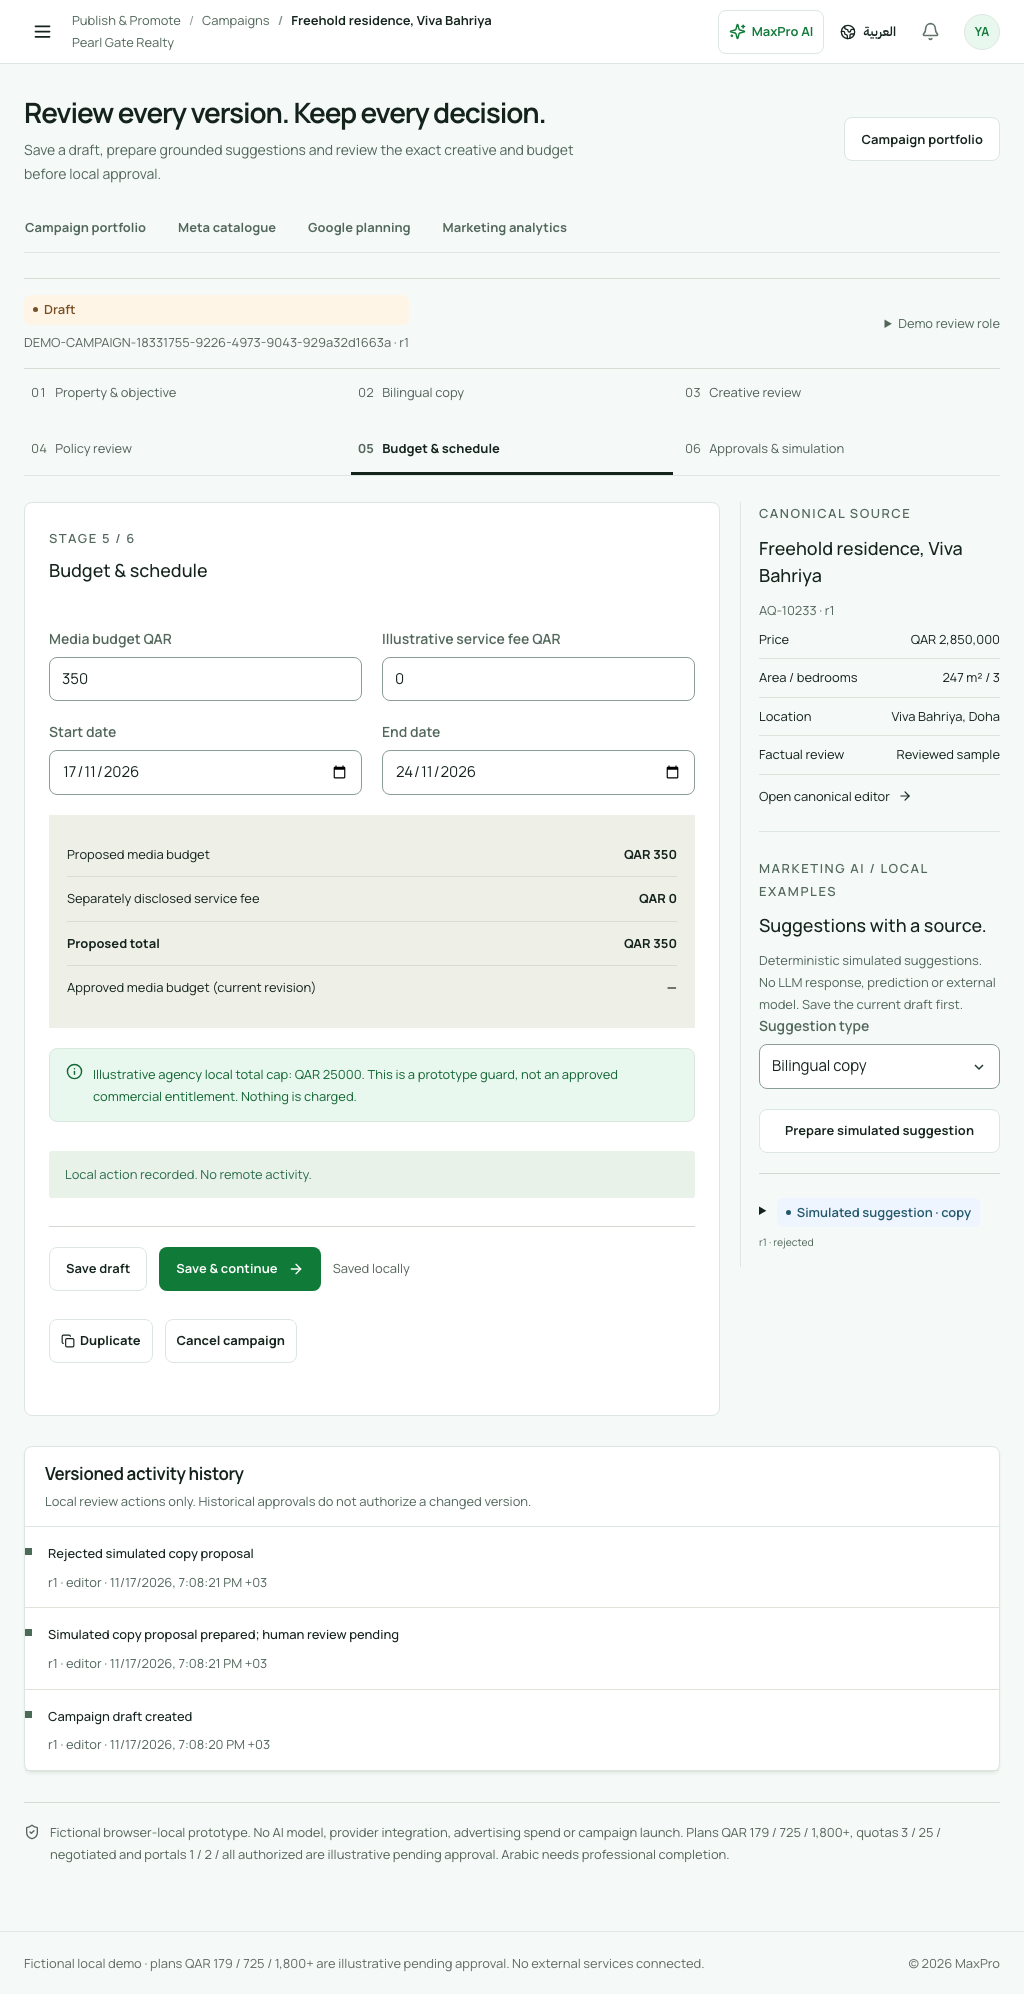 Publish & Promote / Campaigns / Freehold residence, Viva Bahriya
Pearl Gate Realty
MaxPro AI
العربية
YA
Review every version. Keep every decision.
Save a draft, prepare grounded suggestions and review the exact creative and budget
before local approval.
Campaign portfolio
Campaign portfolio Meta catalogue Google planning Marketing analytics
Draft
DEMO-CAMPAIGN-18331755-9226-4973-9043-929a32d1663a · r1
Demo review role
01 Property & objective
02 Bilingual copy
03 Creative review
04 Policy review
05 Budget & schedule
06 Approvals & simulation
STAGE 5 / 6
Budget & schedule
Media budget QAR
Illustrative service fee QAR
350
0
Start date
End date
17/11/2026
24/11/2026
Proposed media budget QAR 350
Separately disclosed service fee QAR 0
Proposed total QAR 350
Approved media budget (current revision) —
Illustrative agency local total cap: QAR 25000. This is a prototype guard, not an approved
commercial entitlement. Nothing is charged.
Local action recorded. No remote activity.
Save draft
Save & continue
Saved locally
Duplicate
Cancel campaign
CANONICAL SOURCE
Freehold residence, Viva
Bahriya
AQ-10233 · r1
Price QAR 2,850,000
Area / bedrooms 247 m² / 3
Location Viva Bahriya, Doha
Factual review Reviewed sample
Open canonical editor
MARKETING AI / LOCAL
EXAMPLES
Suggestions with a source.
Deterministic simulated suggestions.
No LLM response, prediction or external
model. Save the current draft first.
Suggestion type
Bilingual copy
Prepare simulated suggestion
Simulated suggestion · copy
r1 · rejected
Versioned activity history
Local review actions only. Historical approvals do not authorize a changed version.
Rejected simulated copy proposal
r1 · editor · 11/17/2026, 7:08:21 PM +03
Simulated copy proposal prepared; human review pending
r1 · editor · 11/17/2026, 7:08:21 PM +03
Campaign draft created
r1 · editor · 11/17/2026, 7:08:20 PM +03
Fictional browser-local prototype. No AI model, provider integration, advertising spend or campaign launch. Plans QAR 179 / 725 / 1,800+, quotas 3 / 25 /
negotiated and portals 1 / 2 / all authorized are illustrative pending approval. Arabic needs professional completion.
Fictional local demo · plans QAR 179 / 725 / 1,800+ are illustrative pending approval. No external services connected.
© 2026 MaxPro